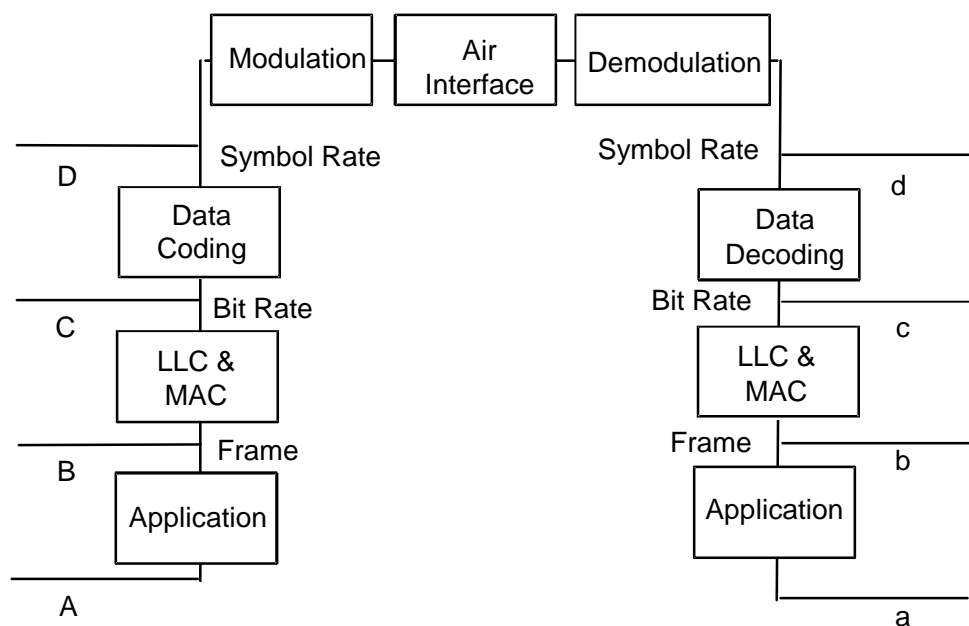 Modulation
Air
Interface
Demodulation
Symbol Rate
D
Data
Coding
Bit Rate
C
LLC &
MAC
Frame
B
Application
A
Symbol Rate
d
Data
Decoding
Bit Rate
c
LLC &
MAC
Frame
b
Application
a